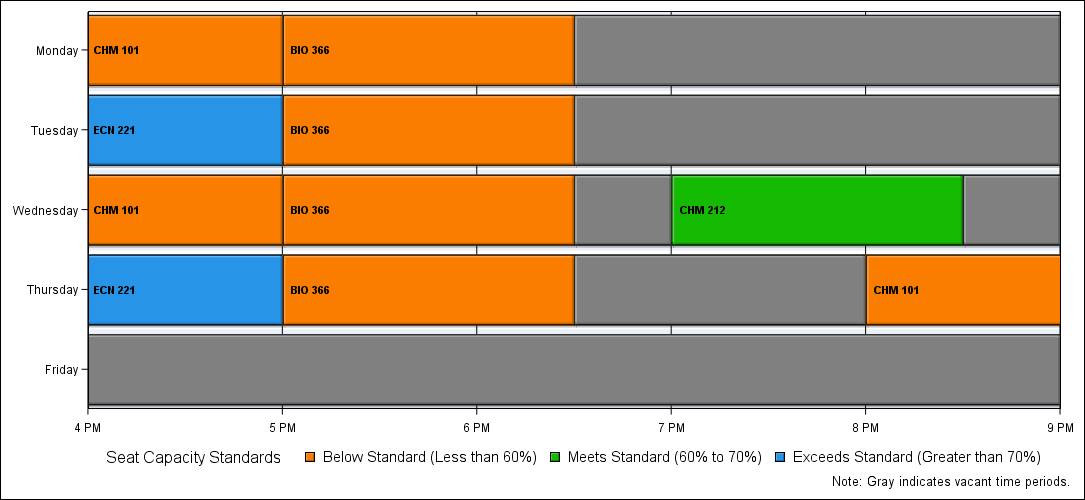 Monday CHM 101 BIO 366
Tuesday ECN 221 BIO 366
Wednesday CHM 101 BIO 366 CHM 212
Thursday ECN 221 BIO 366 CHM 101
Friday
4 PM 5 PM 6 PM 7 PM 8 PM 9 PM
Seat Capacity Standards Below Standard (Less than 60%) Meets Standard (60% to 70%) Exceeds Standard (Greater than 70%)
Note: Gray indicates vacant time periods.